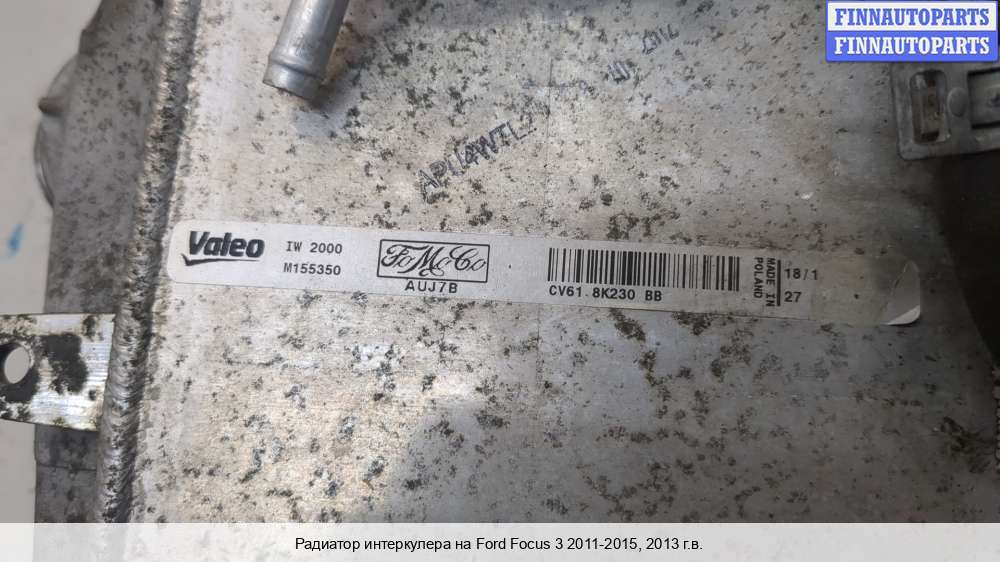 FINNAUTOPARTS
FINNAUTOPARTS
Valeo
IW 2000
M155350
FoMoCo
AUJ7B
CV61 8K230 BB
MADE IN
POLAND
18/1
27
Радиатор интеркулера на Ford Focus 3 2011-2015, 2013 г.в.